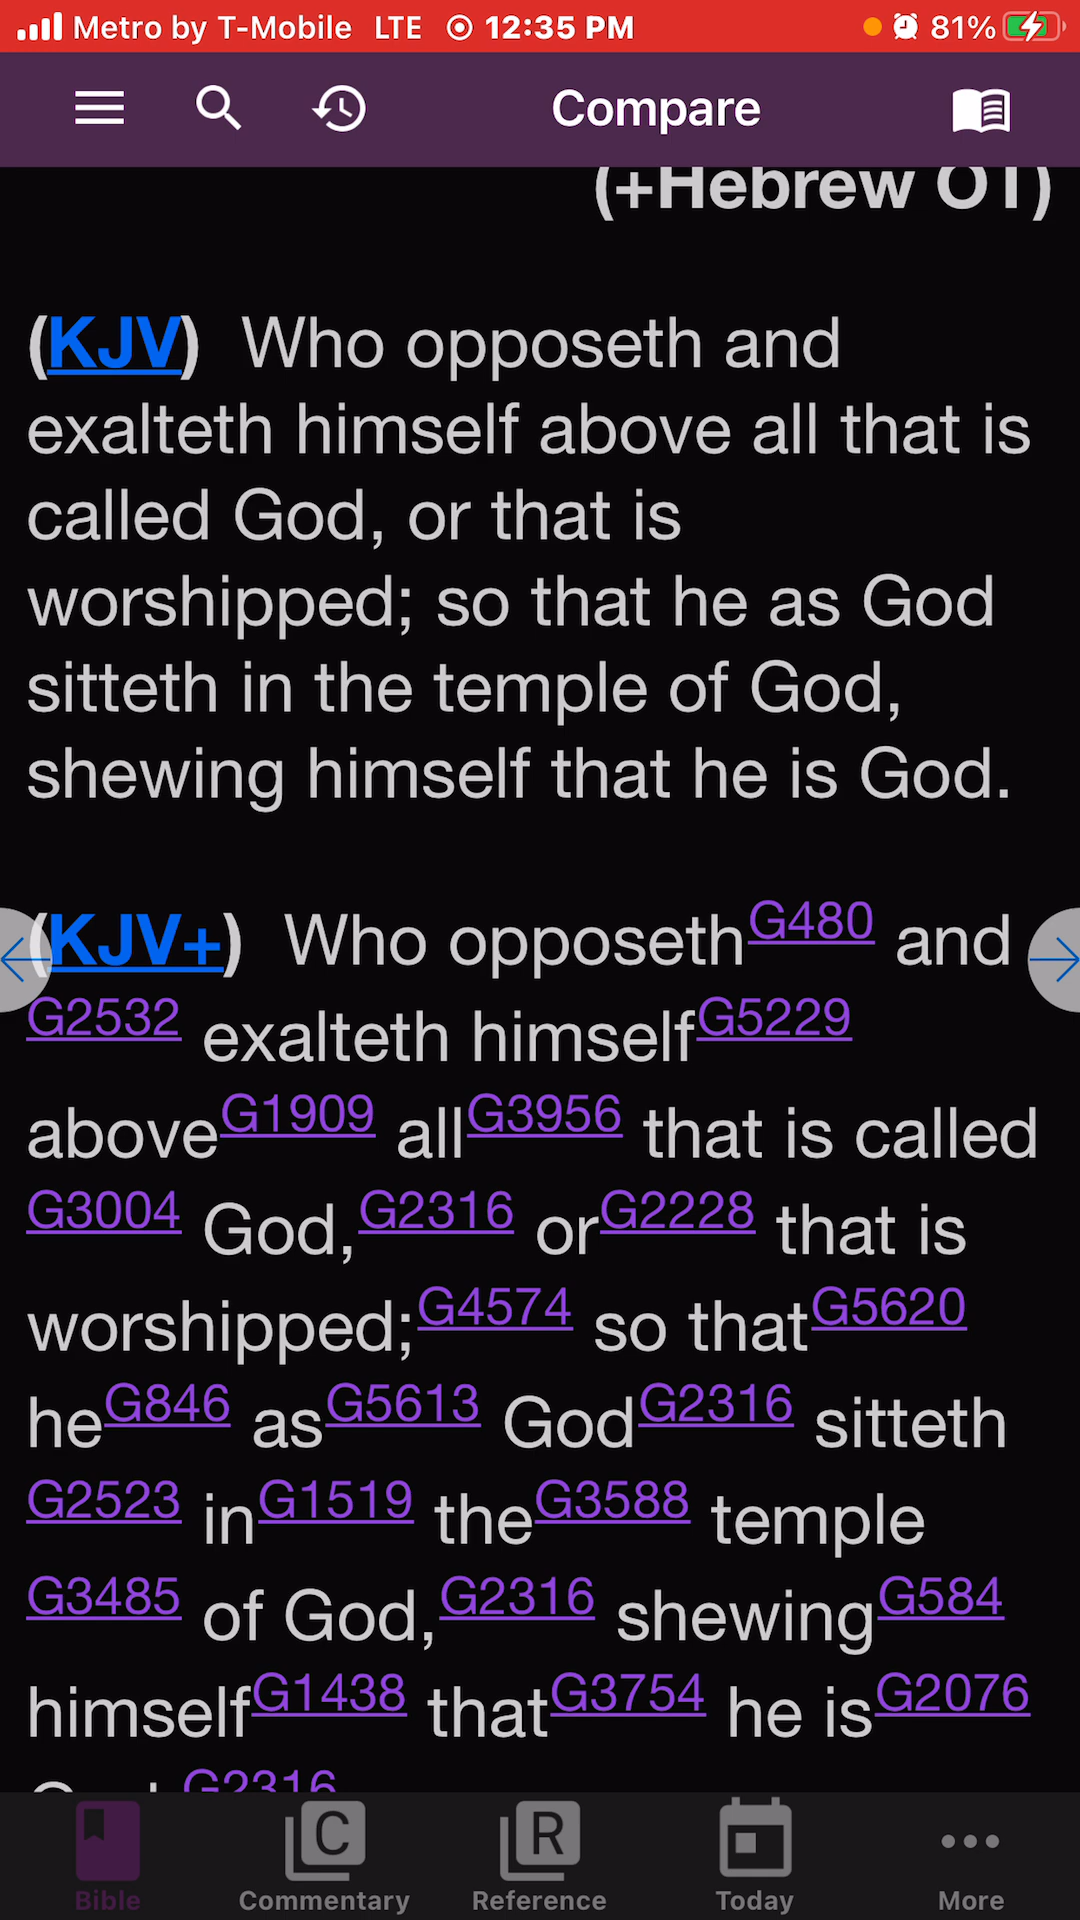 Metro by T-Mobile LTE 12:35 PM 81%
Compare
(+Hebrew OT)
(KJV) Who opposeth and
exalteth himself above all that is
called God, or that is
worshipped; so that he as God
sitteth in the temple of God,
shewing himself that he is God.
(KJV+) Who opposethG480 and
G2532 exalteth himselfG5229
aboveG1909 allG3956 that is called
G3004 God,G2316 orG2228 that is
worshipped;G4574 so thatG5620
heG846 asG5613 GodG2316 sitteth
G2523 inG1519 theG3588 temple
G3485 of God,G2316 shewingG584
himselfG1438 thatG3754 he isG2076
G2316
C R
Bible Commentary Reference Today More